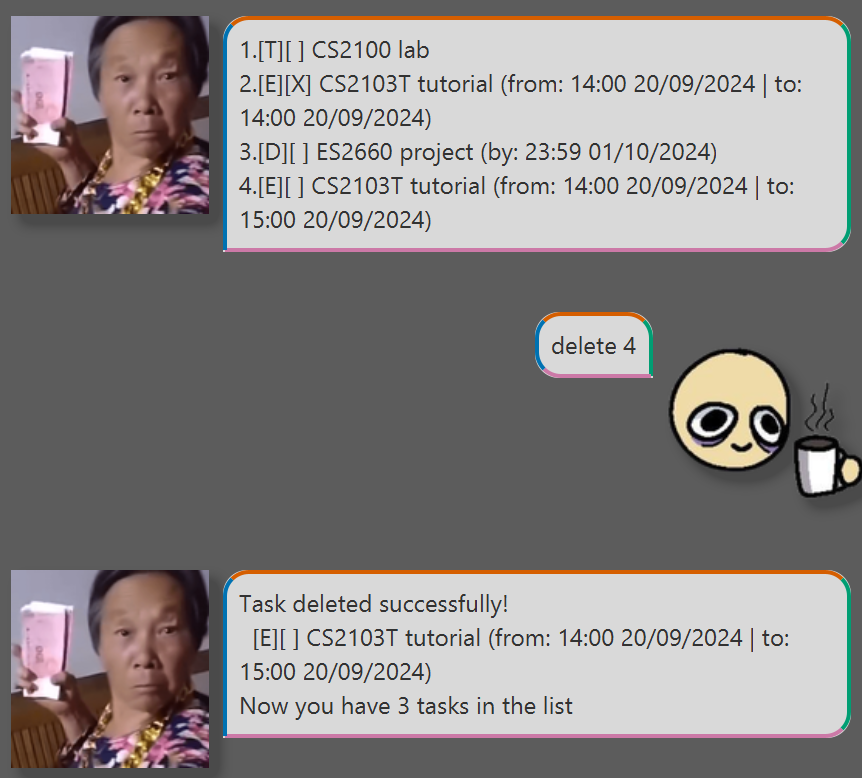 1.[T][ ] CS2100 lab
2.[E][X] CS2103T tutorial (from: 14:00 20/09/2024 | to:
14:00 20/09/2024)
3.[D][ ] ES2660 project (by: 23:59 01/10/2024)
4.[E][ ] CS2103T tutorial (from: 14:00 20/09/2024 | to:
15:00 20/09/2024)
delete 4
Task deleted successfully!
[E][ ] CS2103T tutorial (from: 14:00 20/09/2024 | to:
15:00 20/09/2024)
Now you have 3 tasks in the list